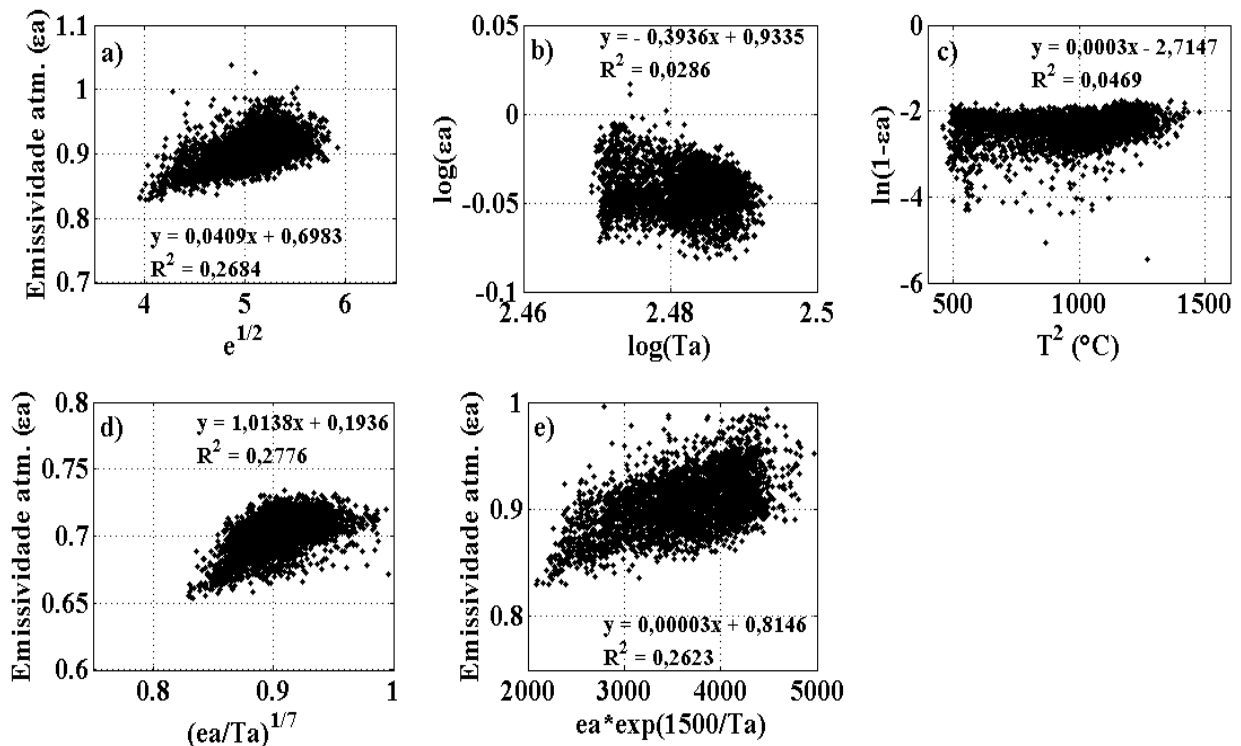 a)
y = 0,0409x + 0,6983
R² = 0,2684
1.1
1
0.9
0.8
0.7
4
5
6
Emissividade atm. (εa)
e^1/2
b)
y = - 0,3936x + 0,9335
R² = 0,0286
0.05
0
-0.05
-0.1
2.46
2.48
2.5
log(εa)
log(Ta)
c)
y = 0,0003x - 2,7147
R² = 0,0469
-0
-2
-4
-6
500
1000
1500
ln(1-εa)
T² (°C)
d)
y = 1,0138x + 0,1936
R² = 0,2776
0.8
0.75
0.7
0.65
0.6
0.8
0.9
1
Emissividade atm. (εa)
(ea/Ta)^1/7
e)
y = 0,00003x + 0,8146
R² = 0,2623
1
0.9
0.8
2000
3000
4000
5000
Emissividade atm. (εa)
ea*exp(1500/Ta)